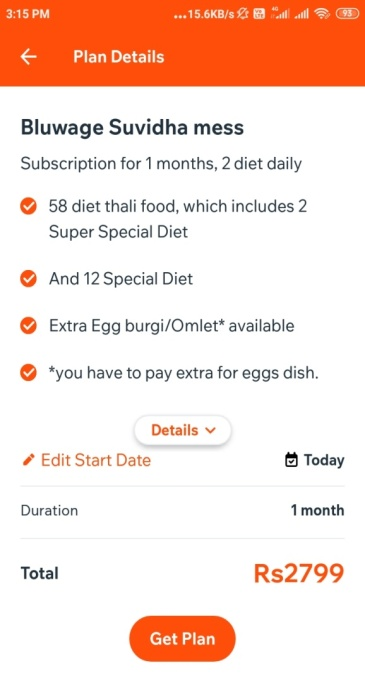 3:15 PM
...15.6KB/s 4G 93
Plan Details
Bluwage Suvidha mess
Subscription for 1 months, 2 diet daily
58 diet thali food, which includes 2
Super Special Diet
And 12 Special Diet
Extra Egg burgi/Omlet* available
*you have to pay extra for eggs dish.
Details
Edit Start Date
Today
Duration
1 month
Total
Rs2799
Get Plan